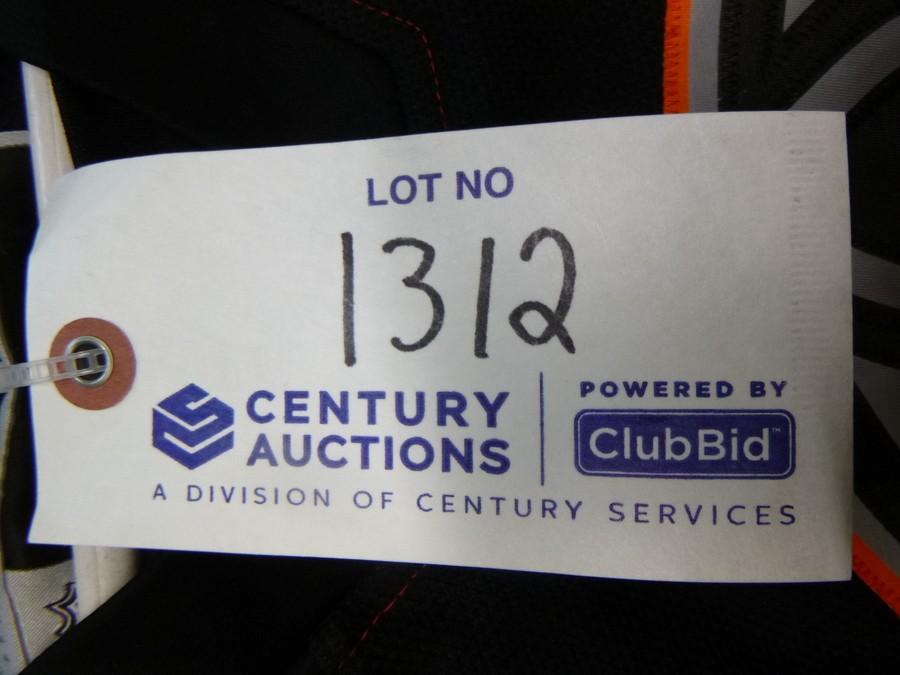 LOT NO
1312
CENTURY AUCTIONS
POWERED BY
ClubBid™
A DIVISION OF CENTURY SERVICES